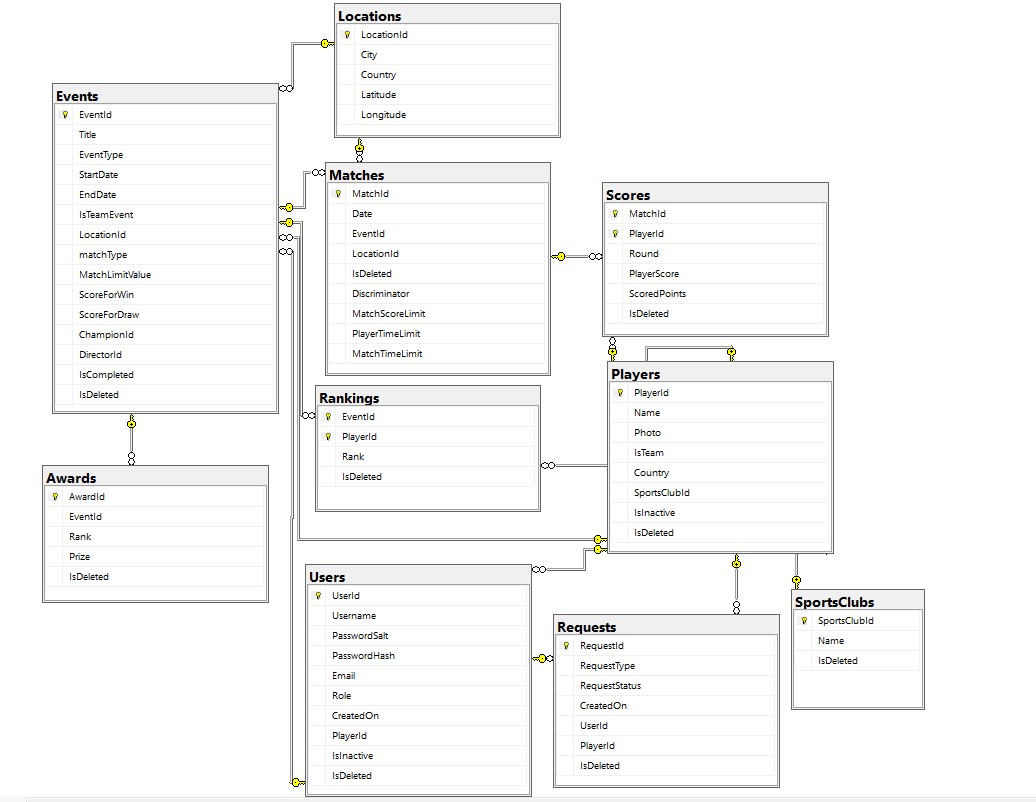 Locations
LocationId
City
Country
Latitude
Longitude
Events
EventId
Title
EventType
StartDate
EndDate
IsTeamEvent
LocationId
matchType
MatchLimitValue
ScoreForWin
ScoreForDraw
ChampionId
DirectorId
IsCompleted
IsDeleted
Matches
MatchId
Date
EventId
LocationId
IsDeleted
Discriminator
MatchScoreLimit
PlayerTimeLimit
MatchTimeLimit
Scores
MatchId
PlayerId
Round
PlayerScore
ScoredPoints
IsDeleted
Players
PlayerId
Name
Photo
IsTeam
Country
SportsClubId
IsInactive
IsDeleted
Rankings
EventId
PlayerId
Rank
IsDeleted
Awards
AwardId
EventId
Rank
Prize
IsDeleted
Users
UserId
Username
PasswordSalt
PasswordHash
Email
Role
CreatedOn
PlayerId
IsInactive
IsDeleted
Requests
RequestId
RequestType
RequestStatus
CreatedOn
UserId
PlayerId
IsDeleted
SportsClubs
SportsClubId
Name
IsDeleted